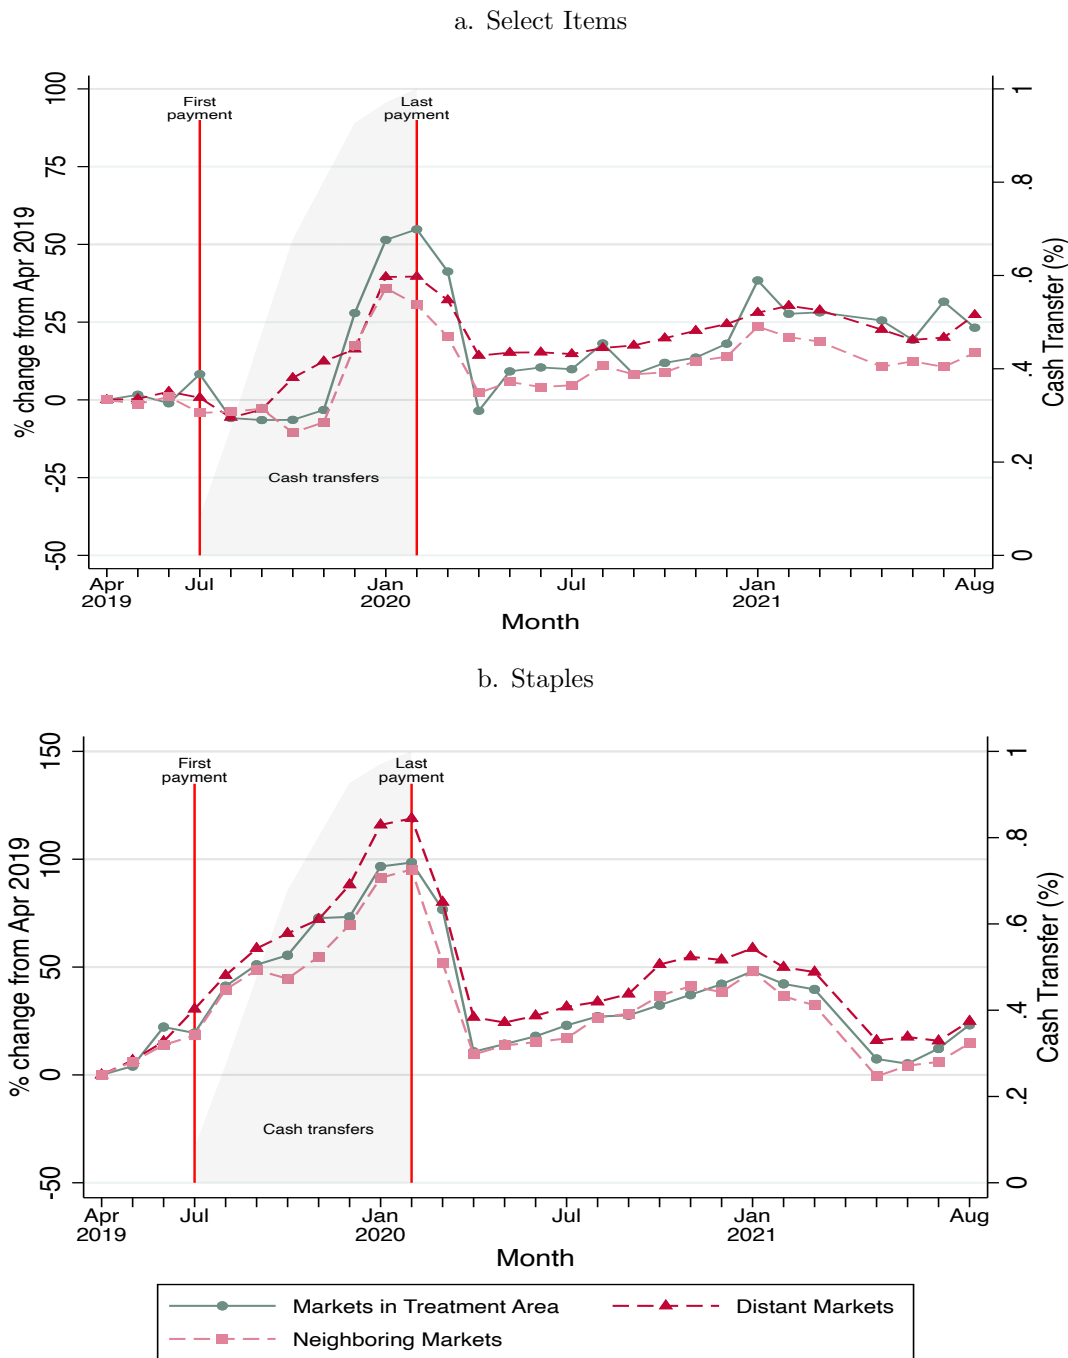 a. Select Items
% change from Apr 2019
-50
-25
0
25
50
75
100
First
payment
Last
payment
Cash transfers
Cash Transfer (%)
0
.2
.4
.6
.8
1
Apr
2019
Jul
Jan
2020
Jul
Jan
2021
Aug
Month
b. Staples
% change from Apr 2019
-50
0
50
100
150
First
payment
Last
payment
Cash transfers
Cash Transfer (%)
0
.2
.4
.6
.8
1
Apr
2019
Jul
Jan
2020
Jul
Jan
2021
Aug
Month
Markets in Treatment Area
Distant Markets
Neighboring Markets